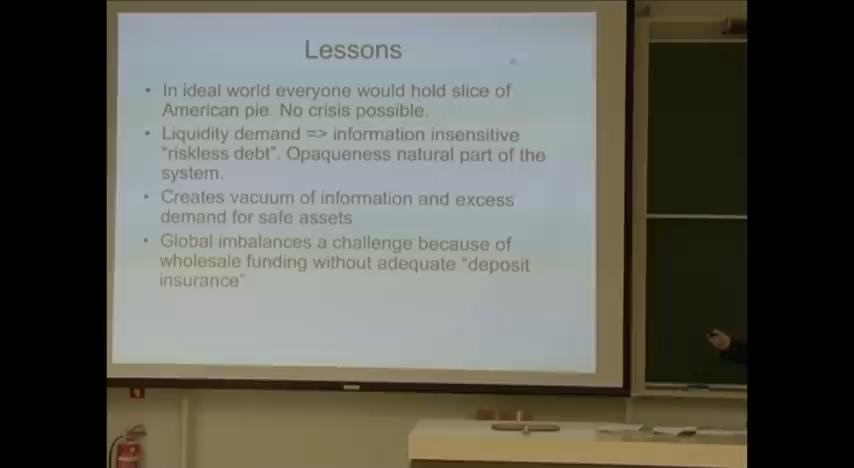 Lessons
• In ideal world everyone would hold slice of
American pie. No crisis possible.
• Liquidity demand => information insensitive
"riskless debt". Opaqueness natural part of the
system.
• Creates vacuum of information and excess
demand for safe assets
• Global imbalances a challenge because of
wholesale funding without adequate "deposit
insurance"